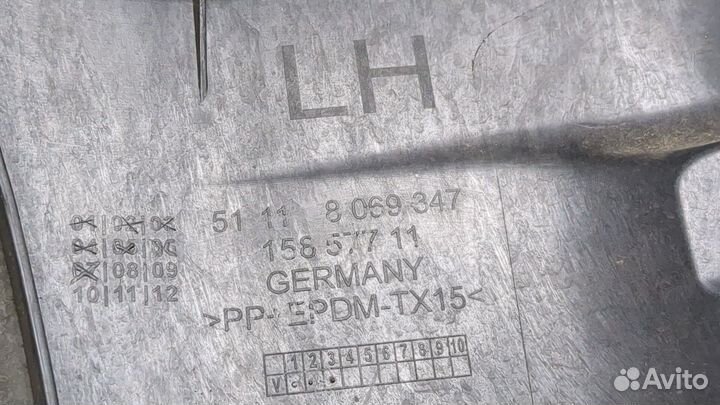 LH
51 11 8 069 347
158 577 11
GERMANY
>PP+EPDM-TX15<
08|09
10|11|12
1 2 3 4 5 6 7 8 9 10
V
Avito